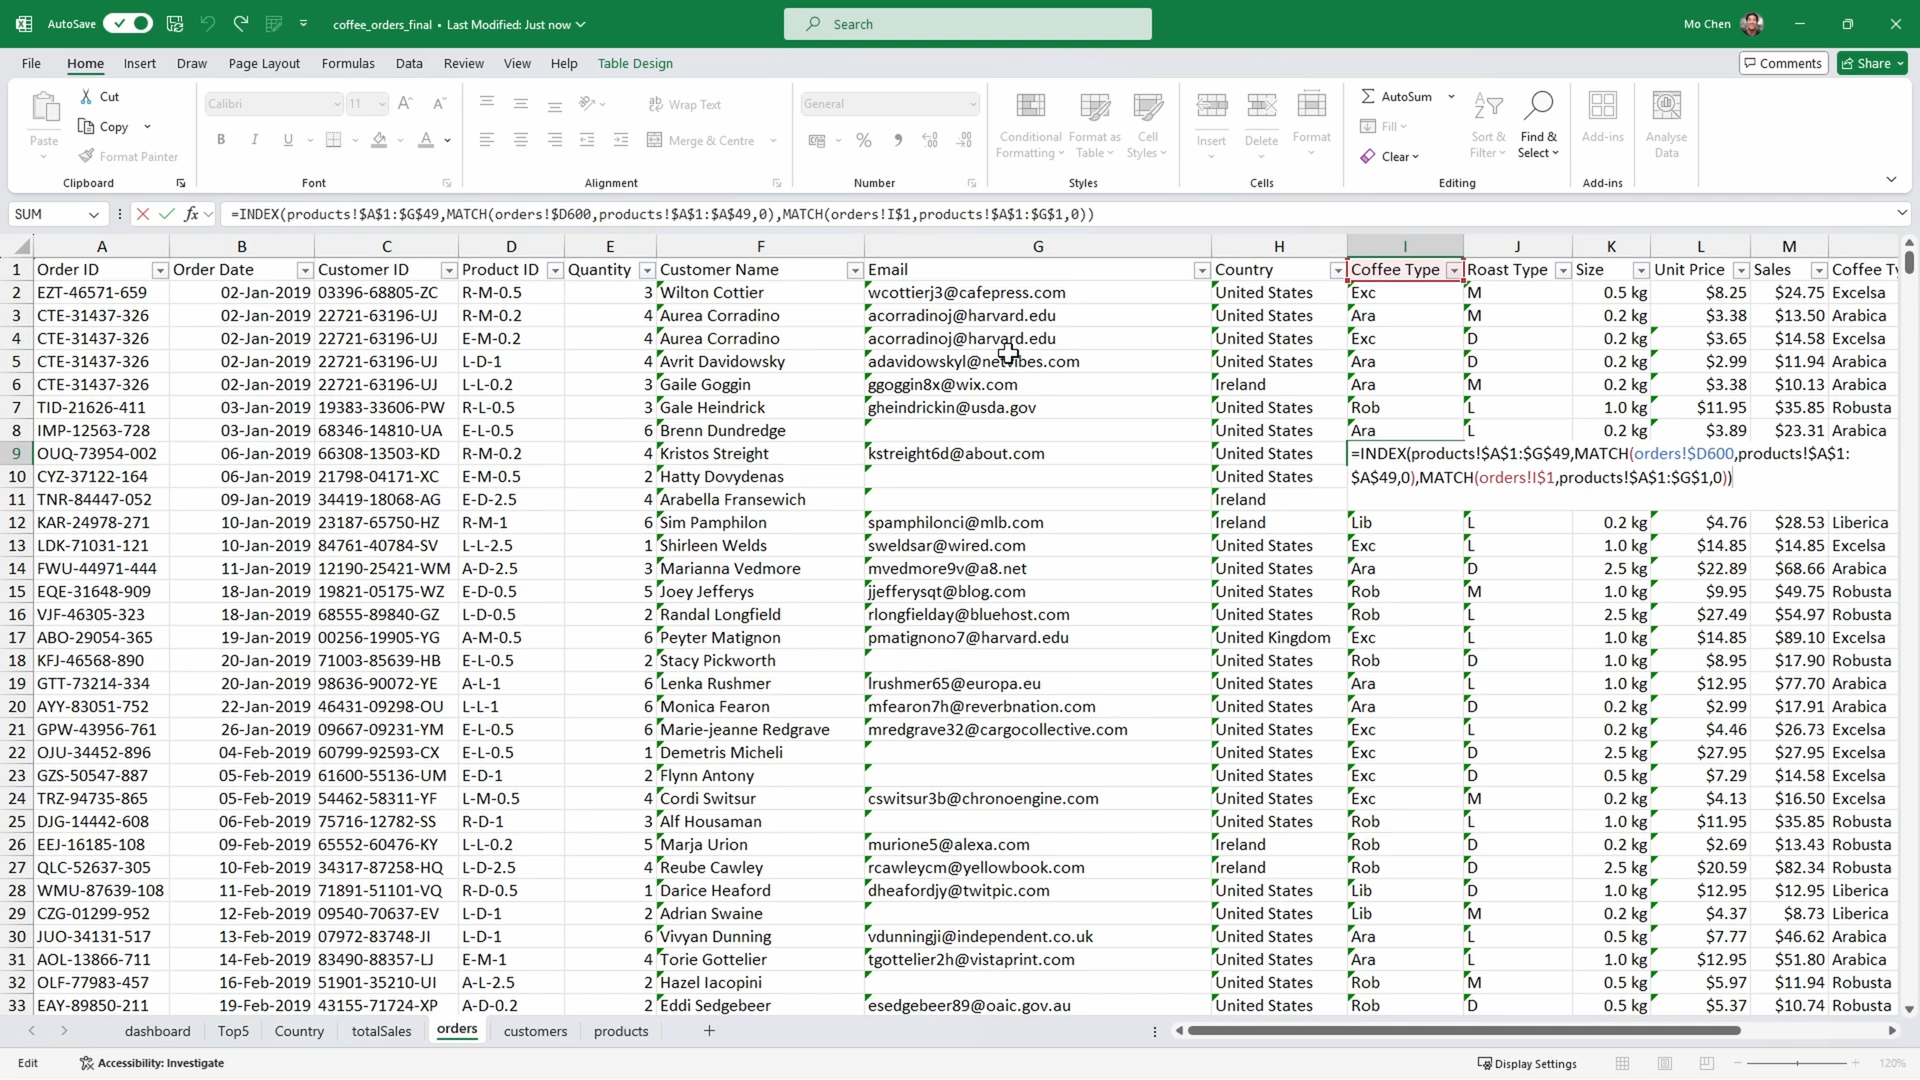 AutoSave
coffee_orders_final • Last Modified: Just now
Search
Mo Chen
File Home Insert Draw Page Layout Formulas Data Review View Help Table Design
Comments Share
Paste Cut Copy Format Painter Clipboard
Calibri 11 B I U Font
Wrap Text Merge & Centre Alignment
General Number
Conditional Formatting Format as Table Cell Styles Styles
Insert Delete Format Cells
AutoSum Fill Clear Sort & Filter Find & Select Editing
Add-ins Add-ins
Analyse Data
SUM fx =INDEX(products!$A$1:$G$49,MATCH(orders!$D600,products!$A$1:$A$49,0),MATCH(orders!I$1,products!$A$1:$G$1,0))
A B C D E F G H I J K L M
1 Order ID Order Date Customer ID Product ID Quantity Customer Name Email Country Coffee Type Roast Type Size Unit Price Sales Coffee Ty
2 EZT-46571-659 02-Jan-2019 03396-68805-ZC R-M-0.5 3 Wilton Cottier wcottierj3@cafepress.com United States Exc M 0.5 kg $8.25 $24.75 Excelsa
3 CTE-31437-326 02-Jan-2019 22721-63196-UJ R-M-0.2 4 Aurea Corradino acorradinoj@harvard.edu United States Ara M 0.2 kg $3.38 $13.50 Arabica
4 CTE-31437-326 02-Jan-2019 22721-63196-UJ E-M-0.2 4 Aurea Corradino acorradinoj@harvard.edu United States Exc D 0.2 kg $3.65 $14.58 Excelsa
5 CTE-31437-326 02-Jan-2019 22721-63196-UJ L-D-1 4 Avrit Davidowsky adavidowskyl@netvibes.com United States Ara D 0.2 kg $2.99 $11.94 Arabica
6 CTE-31437-326 02-Jan-2019 22721-63196-UJ L-L-0.2 3 Gaile Goggin ggoggin8x@wix.com Ireland Ara M 0.2 kg $3.38 $10.13 Arabica
7 TID-21626-411 03-Jan-2019 19383-33606-PW R-L-0.5 3 Gale Heindrick gheindrickin@usda.gov United States Rob L 1.0 kg $11.95 $35.85 Robusta
8 IMP-12563-728 03-Jan-2019 68346-14810-UA E-L-0.5 6 Brenn Dundredge United States Ara L 0.2 kg $3.89 $23.31 Arabica
9 OUQ-73954-002 06-Jan-2019 66308-13503-KD R-M-0.2 4 Kristos Streight kstreight6d@about.com United States =INDEX(products!$A$1:$G$49,MATCH(orders!$D600,products!$A$1:
10 CYZ-37122-164 06-Jan-2019 21798-04171-XC E-M-0.5 2 Hatty Dovydenas United States $A$49,0),MATCH(orders!I$1,products!$A$1:$G$1,0))
11 TNR-84447-052 09-Jan-2019 34419-18068-AG E-D-2.5 4 Arabella Fransewich Ireland
12 KAR-24978-271 10-Jan-2019 23187-65750-HZ R-M-1 6 Sim Pamphilon spamphilonci@mlb.com Ireland Lib L 0.2 kg $4.76 $28.53 Liberica
13 LDK-71031-121 10-Jan-2019 84761-40784-SV L-L-2.5 1 Shirleen Welds sweldsar@wired.com United States Exc L 1.0 kg $14.85 $14.85 Excelsa
14 FWU-44971-444 11-Jan-2019 12190-25421-WM A-D-2.5 3 Marianna Vedmore mvedmore9v@a8.net United States Ara D 2.5 kg $22.89 $68.66 Arabica
15 EQE-31648-909 18-Jan-2019 19821-05175-WZ E-D-0.5 5 Joey Jefferys jjefferysqt@blog.com United States Rob M 1.0 kg $9.95 $49.75 Robusta
16 VJF-46305-323 18-Jan-2019 68555-89840-GZ L-D-0.5 2 Randal Longfield rlongfielday@bluehost.com United States Rob L 2.5 kg $27.49 $54.97 Robusta
17 ABO-29054-365 19-Jan-2019 00256-19905-YG A-M-0.5 6 Peyter Matignon pmatignono7@harvard.edu United Kingdom Exc L 1.0 kg $14.85 $89.10 Excelsa
18 KFJ-46568-890 20-Jan-2019 71003-85639-HB E-L-0.5 2 Stacy Pickworth United States Rob D 1.0 kg $8.95 $17.90 Robusta
19 GTT-73214-334 20-Jan-2019 98636-90072-YE A-L-1 6 Lenka Rushmer lrushmer65@europa.eu United States Ara L 1.0 kg $12.95 $77.70 Arabica
20 AYY-83051-752 22-Jan-2019 46431-09298-OU L-L-1 6 Monica Fearon mfearon7h@reverbnation.com United States Ara D 0.2 kg $2.99 $17.91 Arabica
21 GPW-43956-761 26-Jan-2019 09667-09231-YM E-L-0.5 6 Marie-jeanne Redgrave mredgrave32@cargocollective.com United States Exc L 0.2 kg $4.46 $26.73 Excelsa
22 OJU-34452-896 04-Feb-2019 60799-92593-CX E-L-0.5 1 Demetris Micheli United States Exc D 2.5 kg $27.95 $27.95 Excelsa
23 GZS-50547-887 05-Feb-2019 61600-55136-UM E-D-1 2 Flynn Antony United States Exc D 0.5 kg $7.29 $14.58 Excelsa
24 TRZ-94735-865 05-Feb-2019 54462-58311-YF L-M-0.5 4 Cordi Switsur cswitsur3b@chronoengine.com United States Exc M 0.2 kg $4.13 $16.50 Excelsa
25 DJG-14442-608 06-Feb-2019 75716-12782-SS R-D-1 3 Alf Housaman United States Rob L 1.0 kg $11.95 $35.85 Robusta
26 EEJ-16185-108 09-Feb-2019 65552-60476-KY L-L-0.2 5 Marja Urion murione5@alexa.com Ireland Rob D 0.2 kg $2.69 $13.43 Robusta
27 QLC-52637-305 10-Feb-2019 34317-87258-HQ L-D-2.5 4 Reube Cawley rcawleycm@yellowbook.com Ireland Rob D 2.5 kg $20.59 $82.34 Robusta
28 WMU-87639-108 11-Feb-2019 71891-51101-VQ R-D-0.5 1 Darice Heaford dheafordjy@twitpic.com United States Lib D 1.0 kg $12.95 $12.95 Liberica
29 CZG-01299-952 12-Feb-2019 09540-70637-EV L-D-1 2 Adrian Swaine United States Lib M 0.2 kg $4.37 $8.73 Liberica
30 JUO-34131-517 13-Feb-2019 07972-83748-JI L-D-1 6 Vivyan Dunning vdunningji@independent.co.uk United States Ara L 0.5 kg $7.77 $46.62 Arabica
31 AOL-13866-711 14-Feb-2019 83490-88357-LJ E-M-1 4 Torie Gottelier tgottelier2h@vistaprint.com United States Ara L 1.0 kg $12.95 $51.80 Arabica
32 OLF-77983-457 16-Feb-2019 51901-35210-UI A-L-2.5 2 Hazel Iacopini United States Rob M 0.5 kg $5.97 $11.94 Robusta
33 EAY-89850-211 19-Feb-2019 43155-71724-XP A-D-0.2 2 Eddi Sedgebeer esedgebeer89@oaic.gov.au United States Rob D 0.5 kg $5.37 $10.74 Robusta
dashboard Top5 Country totalSales orders customers products
Edit Accessibility: Investigate Display Settings 120%